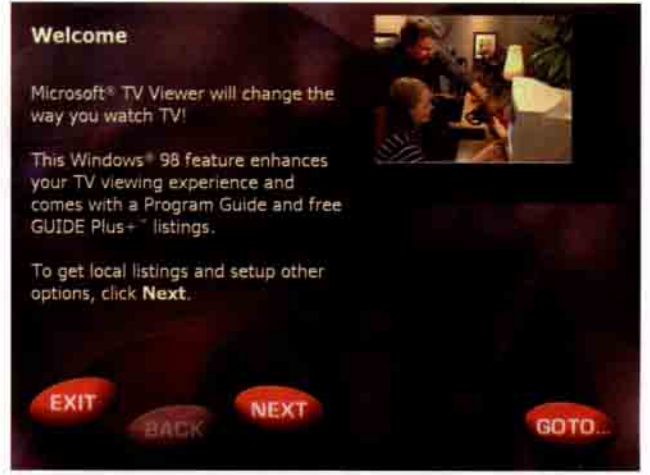 Welcome
Microsoft® TV Viewer will change the
way you watch TV!
This Windows® 98 feature enhances
your TV viewing experience and
comes with a Program Guide and free
GUIDE Plus+™ listings.
To get local listings and setup other
options, click Next.
EXIT
BACK
NEXT
GOTO...